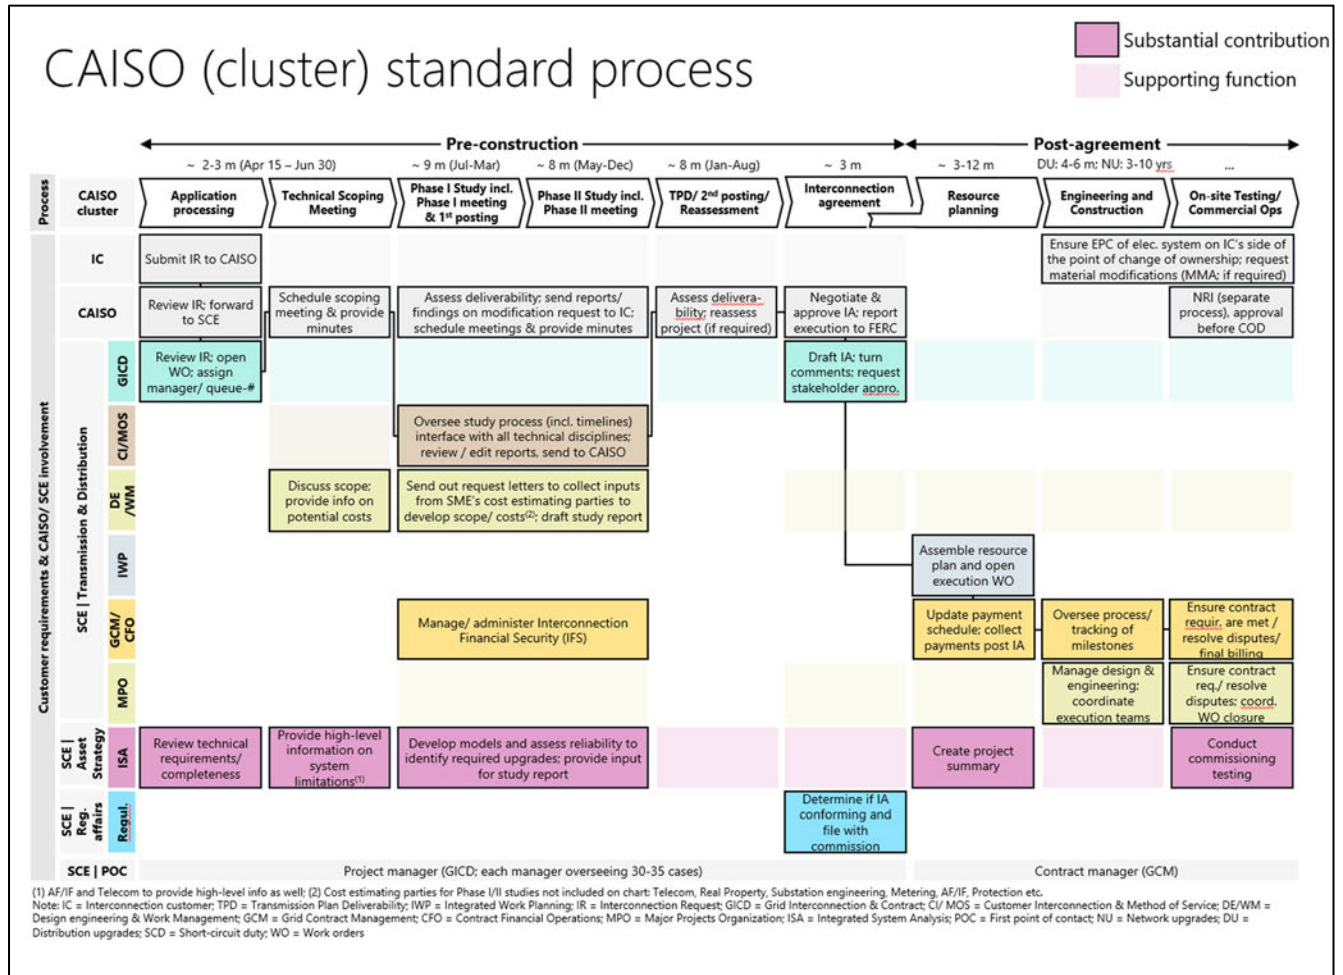 CAISO (cluster) standard process
Substantial contribution
Supporting function
Pre-construction
Post-agreement
~ 2-3 m (Apr 15 – Jun 30)
~ 9 m (Jul-Mar)
~ 8 m (May-Dec)
~ 8 m (Jan-Aug)
~ 3 m
~ 3-12 m
DU: 4-6 m; NU: 3-10 yrs
...
Process
CAISO
cluster
Application
processing
Technical Scoping
Meeting
Phase I Study incl.
Phase I meeting
& 1st posting
Phase II Study incl.
Phase II meeting
TPD/ 2nd posting/
Reassessment
Interconnection
agreement
Resource
planning
Engineering and
Construction
On-site Testing/
Commercial Ops
Customer requirements & CAISO/ SCE involvement
IC
Submit IR to CAISO
Ensure EPC of elec. system on IC's side of
the point of change of ownership; request
material modifications (MMA; if required)
CAISO
Review IR; forward
to SCE
Schedule scoping
meeting & provide
minutes
Assess deliverability; send reports/
findings on modification request to IC;
schedule meetings & provide minutes
Assess delivera-
bility; reassess
project (if required)
Negotiate &
approve IA; report
execution to FERC
NRI (separate
process), approval
before COD
SCE | Transmission & Distribution
GICD
Review IR; open
WO; assign
manager/ queue-#
Draft IA; turn
comments; request
stakeholder appro.
CI/MOS
Oversee study process (incl. timelines)
interface with all technical disciplines;
review / edit reports, send to CAISO
DE
/WM
Discuss scope;
provide info on
potential costs
Send out request letters to collect inputs
from SME's cost estimating parties to
develop scope/ costs(2); draft study report
IWP
Assemble resource
plan and open
execution WO
GCM/
CFO
Manage/ administer Interconnection
Financial Security (IFS)
Update payment
schedule; collect
payments post IA
Oversee process/
tracking of
milestones
Ensure contract
requir. are met /
resolve disputes/
final billing
MPO
Manage design &
engineering;
coordinate
execution teams
Ensure contract
req./ resolve
disputes; coord.
WO closure
SCE |
Asset
Strategy
ISA
Review technical
requirements/
completeness
Provide high-level
information on
system
limitations(1)
Develop models and assess reliability to
identify required upgrades; provide input
for study report
Create project
summary
Conduct
commissioning
testing
SCE |
Reg.
affairs
Regul.
Determine if IA
conforming and
file with
commission
SCE | POC
Project manager (GICD; each manager overseeing 30-35 cases)
Contract manager (GCM)
(1) AF/IF and Telecom to provide high-level info as well; (2) Cost estimating parties for Phase I/II studies not included on chart: Telecom, Real Property, Substation engineering, Metering, AF/IF, Protection etc.
Note: IC = Interconnection customer; TPD = Transmission Plan Deliverability; IWP = Integrated Work Planning; IR = Interconnection Request; GICD = Grid Interconnection & Contract; CI/ MOS = Customer Interconnection & Method of Service; DE/WM =
Design engineering & Work Management; GCM = Grid Contract Management; CFO = Contract Financial Operations; MPO = Major Projects Organization; ISA = Integrated System Analysis; POC = First point of contact; NU = Network upgrades; DU =
Distribution upgrades; SCD = Short-circuit duty; WO = Work orders